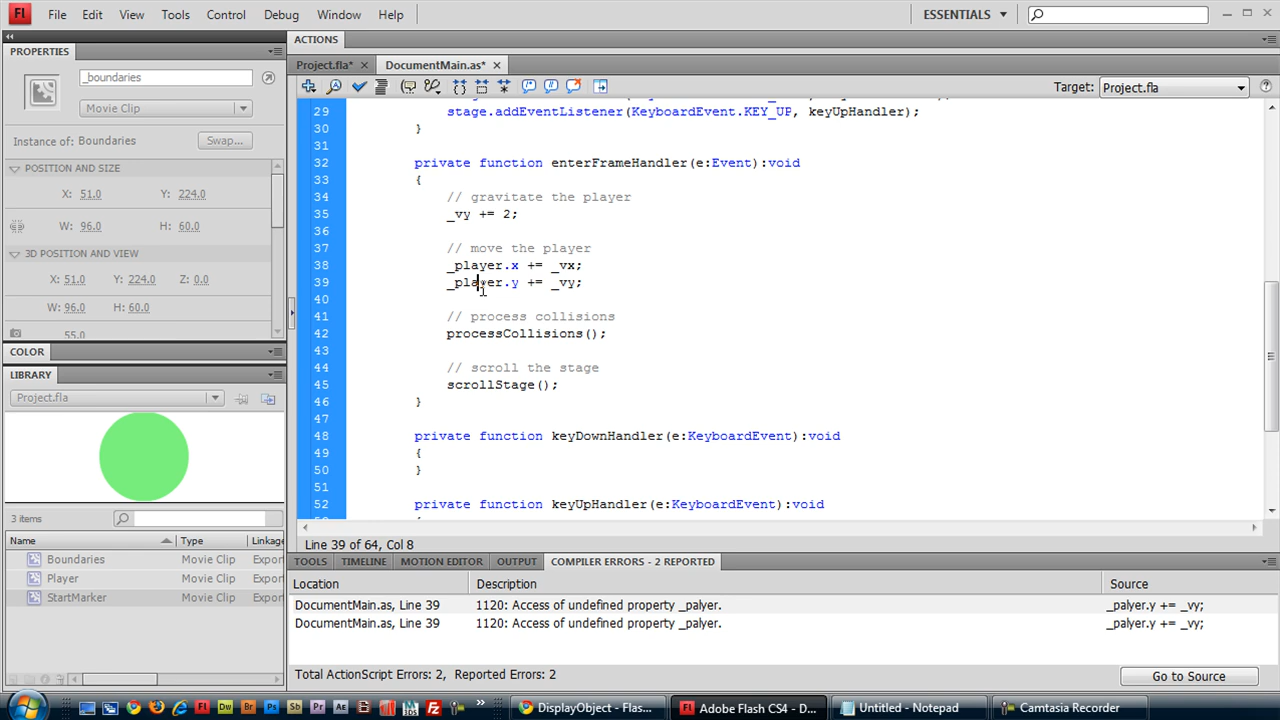 Fl File Edit View Tools Control Debug Window Help ESSENTIALS
PROPERTIES ACTIONS
_boundaries
Movie Clip
Instance of: Boundaries Swap...
POSITION AND SIZE
X: 51.0 Y: 224.0
W: 96.0 H: 60.0
3D POSITION AND VIEW
X: 51.0 Y: 224.0 Z: 0.0
W: 96.0 H: 60.0
55.0
COLOR
LIBRARY
Project.fla
3 items
Name Type Linkage
Boundaries Movie Clip Export
Player Movie Clip Export
StartMarker Movie Clip Export
Project.fla* DocumentMain.as*
Target: Project.fla
29 stage.addEventListener(KeyboardEvent.KEY_UP, keyUpHandler);
30 }
31
32 private function enterFrameHandler(e:Event):void
33 {
34 // gravitate the player
35 _vy += 2;
36
37 // move the player
38 _player.x += _vx;
39 _player.y += _vy;
40
41 // process collisions
42 processCollisions();
43
44 // scroll the stage
45 scrollStage();
46 }
47
48 private function keyDownHandler(e:KeyboardEvent):void
49 {
50 }
51
52 private function keyUpHandler(e:KeyboardEvent):void
Line 39 of 64, Col 8
TOOLS TIMELINE MOTION EDITOR OUTPUT COMPILER ERRORS - 2 REPORTED
Location Description Source
DocumentMain.as, Line 39 1120: Access of undefined property _palyer. _palyer.y += _vy;
DocumentMain.as, Line 39 1120: Access of undefined property _palyer. _palyer.y += _vy;
Total ActionScript Errors: 2, Reported Errors: 2 Go to Source
Fl Dw Br Ps Sb Pr Ae DisplayObject - Flas... Fl Adobe Flash CS4 - D... Untitled - Notepad Camtasia Recorder